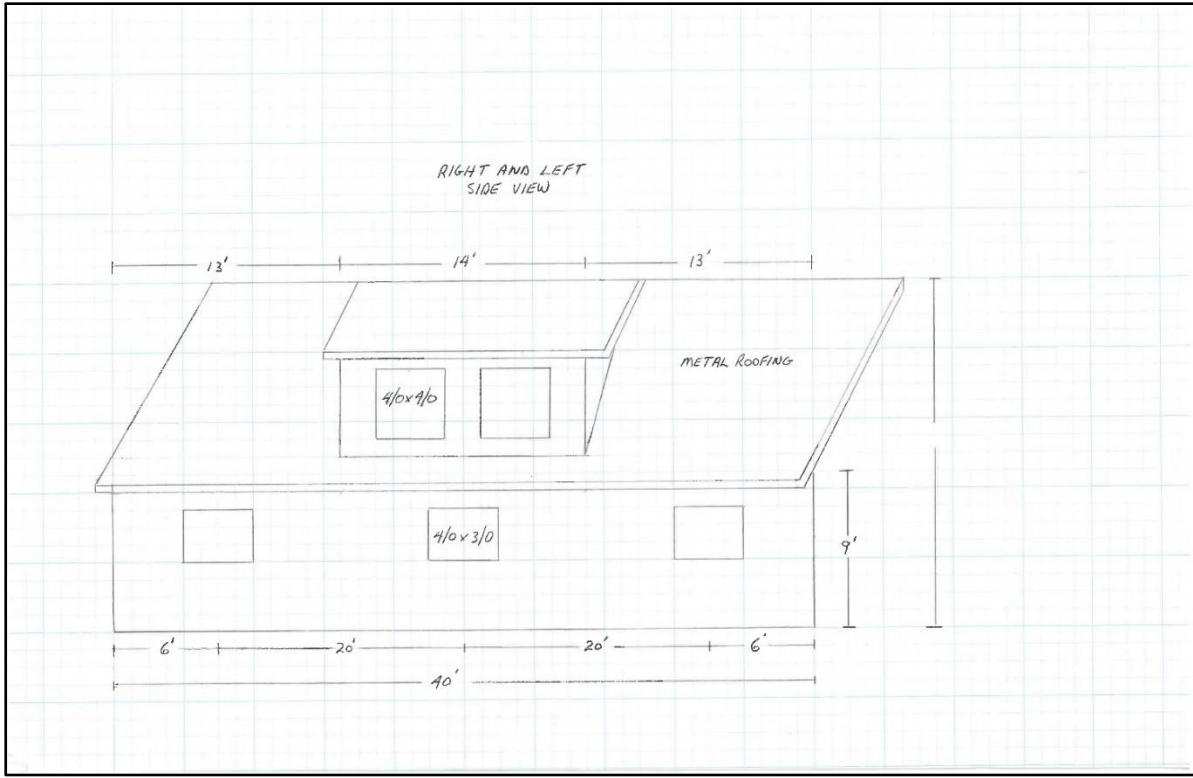 RIGHT AND LEFT
SIDE VIEW
13' 14' 13'
METAL ROOFING
4/0x4/0
4/0x3/0
9'
6' 20' 20' 6'
40'